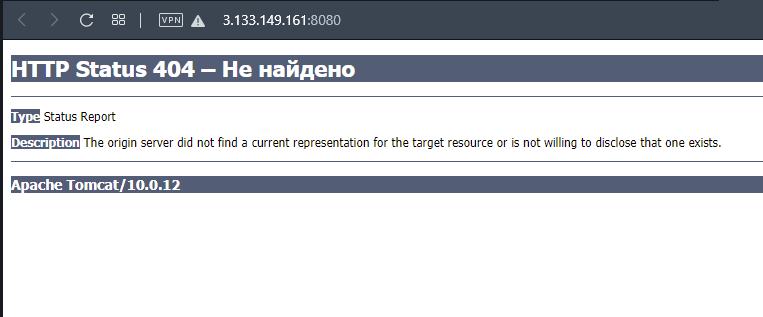 VPN 3.133.149.161:8080
HTTP Status 404 – Не найдено
Type Status Report
Description The origin server did not find a current representation for the target resource or is not willing to disclose that one exists.
Apache Tomcat/10.0.12